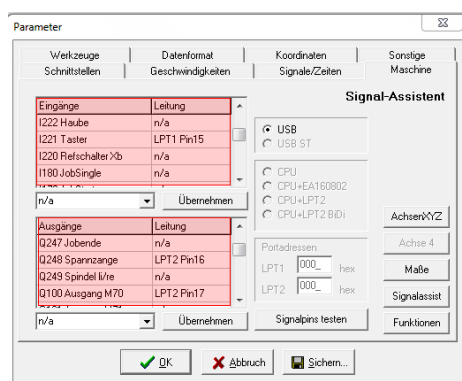 Parameter
Werkzeuge Datenformat Koordinaten Sonstige
Schnittstellen Geschwindigkeiten Signale/Zeiten Maschine
Signal-Assistent
Eingänge Leitung
I222 Haube n/a
I221 Taster LPT1 Pin15
I220 Refschalter Xb n/a
I180 JobSingle n/a
n/a Übernehmen
Ausgänge Leitung
Q247 Jobende n/a
Q248 Spannzange LPT2 Pin16
Q249 Spindel li/re n/a
Q100 Ausgang M70 LPT2 Pin17
n/a Übernehmen
USB
USB ST
CPU
CPU+EA160802
CPU+LPT2
CPU+LPT2 BiDi
Portadressen
LPT1 000_ hex
LPT2 000_ hex
Signalpins testen
AchsenXYZ
Achse 4
Maße
Signalassist
Funktionen
OK Abbruch Sichern...